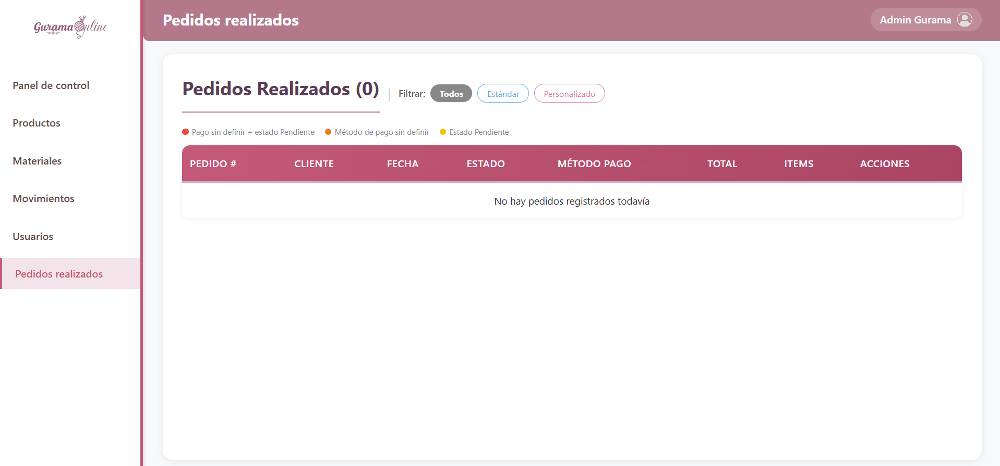 Gurama Online
Pedidos realizados
Admin Gurama
Panel de control
Productos
Materiales
Movimientos
Usuarios
Pedidos realizados
Pedidos Realizados (0)
Filtrar: Todos Estándar Personalizado
Pago sin definir + estado Pendiente Método de pago sin definir Estado Pendiente
PEDIDO # CLIENTE FECHA ESTADO MÉTODO PAGO TOTAL ITEMS ACCIONES
No hay pedidos registrados todavía